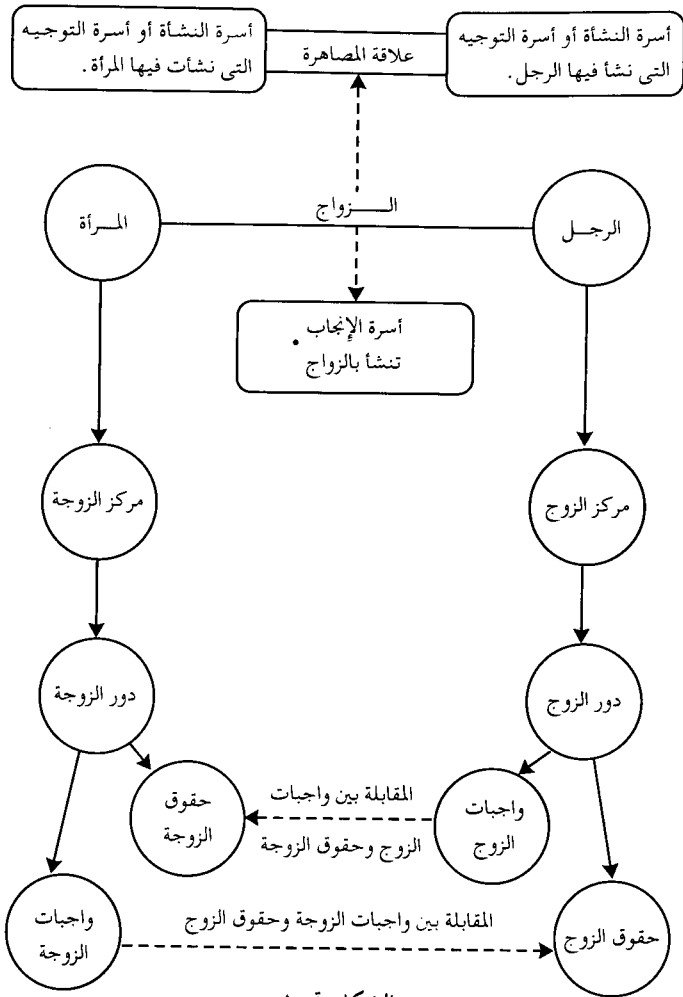 أسرة النشأة أو أسرة التوجيه
التى نشأ فيها الرجل.
علاقة المصاهرة
أسرة النشأة أو أسرة التوجيه
التى نشأت فيها المرأة.
الرجـــل
الـــــزواج
المـــرأة
أسرة الإنجاب
تنشأ بالزواج
مركز الزوج
مركز الزوجة
دور الزوج
دور الزوجة
واجبات
الزوج
المقابلة بين واجبات
الزوج وحقوق الزوجة
حقوق
الزوجة
حقوق الزوج
المقابلة بين واجبات الزوجة وحقوق الزوج
واجبات
الزوجة